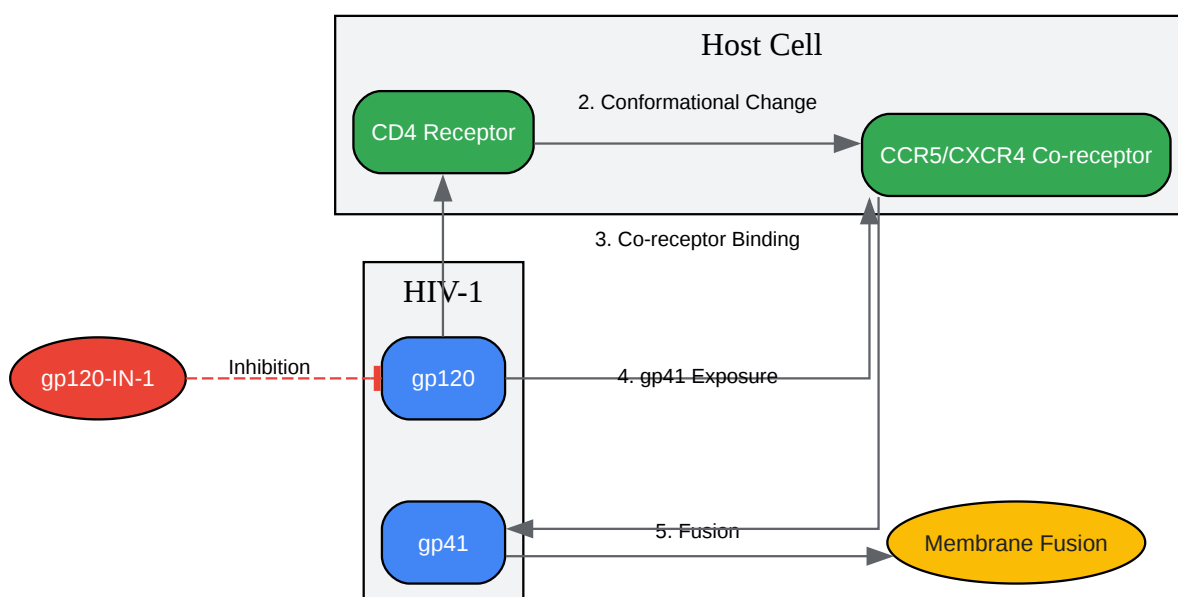 Host Cell
2. Conformational Change
CD4 Receptor
CCR5/CXCR4 Co-receptor
3. Co-receptor Binding
HIV-1
Inhibition
gp120-IN-1
gp120
4. gp41 Exposure
5. Fusion
gp41
Membrane Fusion